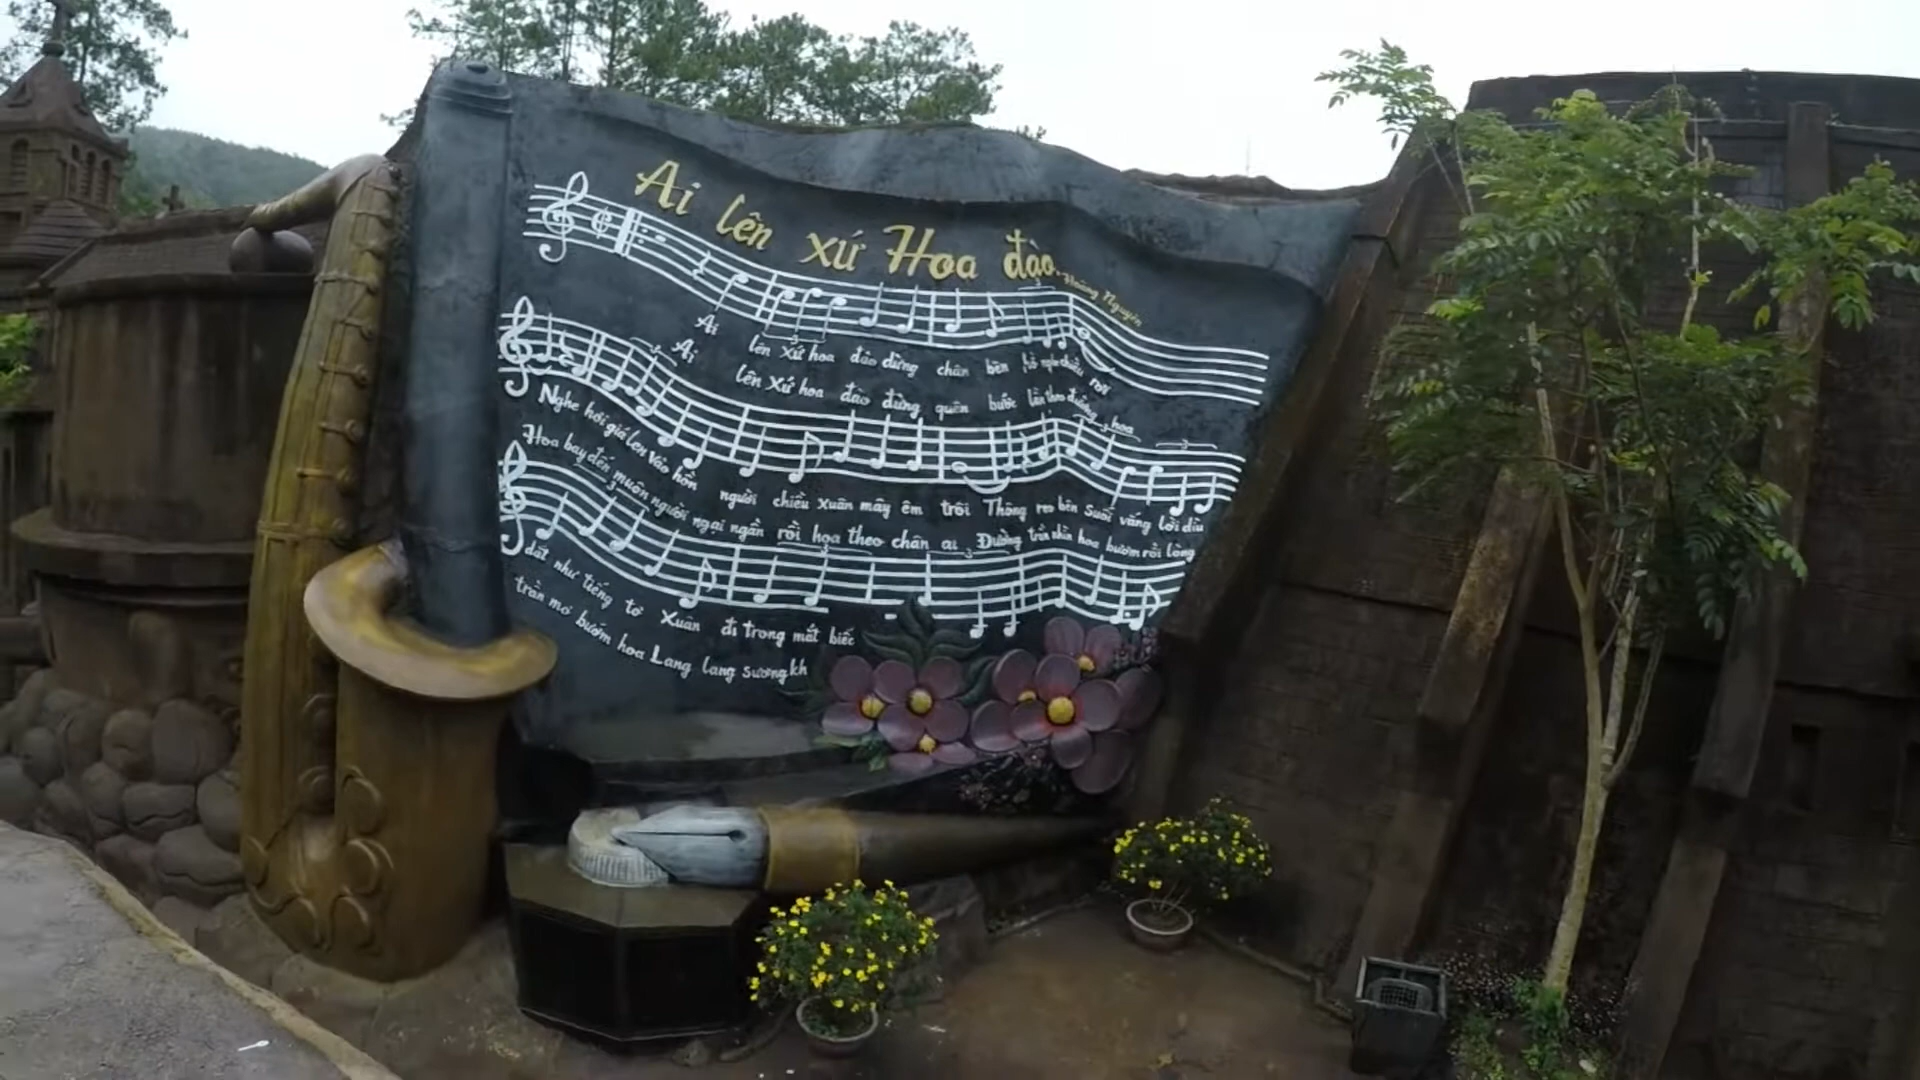 Ai lên xứ Hoa đào
Hoàng Nguyên
Ai lên xứ hoa đào dừng chân bên hồ nghe chiều rơi
Ai lên xứ hoa đào đừng quên bước lần theo đường hoa
Nghe hơi giá len vào hồn người chiều xuân mây êm trôi Thông reo bên suối vắng lời dìu
Hoa bay đến muôn người ngại ngần rồi hoa theo chân ai Đường trần nhìn hoa bướm rồi lòng
dặt như tiếng tơ Xuân đi trong mắt biếc
trần mơ bướm hoa Lang lang sương kh